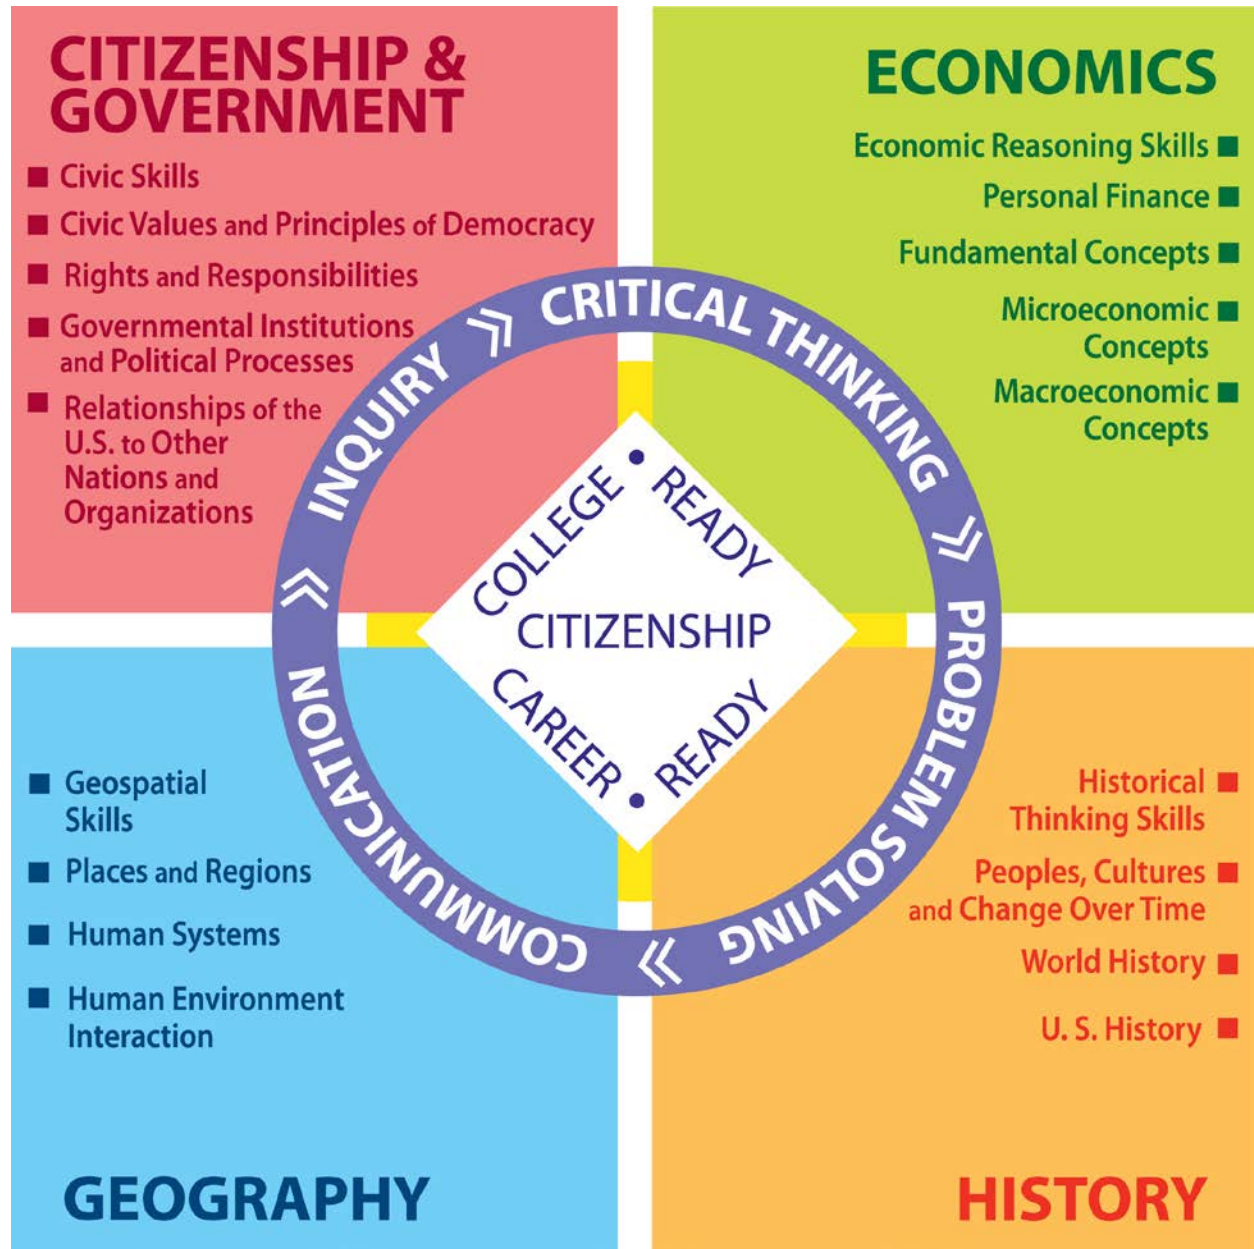 CITIZENSHIP &
GOVERNMENT
■ Civic Skills
■ Civic Values and Principles of Democracy
■ Rights and Responsibilities
■ Governmental Institutions
and Political Processes
■ Relationships of the
U.S. to Other
Nations and
Organizations
ECONOMICS
Economic Reasoning Skills ■
Personal Finance ■
Fundamental Concepts ■
Microeconomic ■
Concepts
Macroeconomic ■
Concepts
INQUIRY » CRITICAL THINKING » PROBLEM SOLVING » COMMUNICATION »
COLLEGE • READY
CITIZENSHIP
CAREER • READY
■ Geospatial
Skills
■ Places and Regions
■ Human Systems
■ Human Environment
Interaction
GEOGRAPHY
Historical ■
Thinking Skills
Peoples, Cultures ■
and Change Over Time
World History ■
U. S. History ■
HISTORY